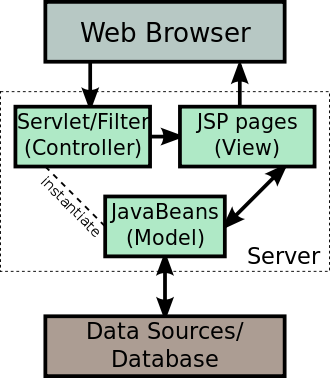 Web Browser
Servlet/Filter
(Controller)
JSP pages
(View)
instantiate
JavaBeans
(Model)
Server
Data Sources/
Database